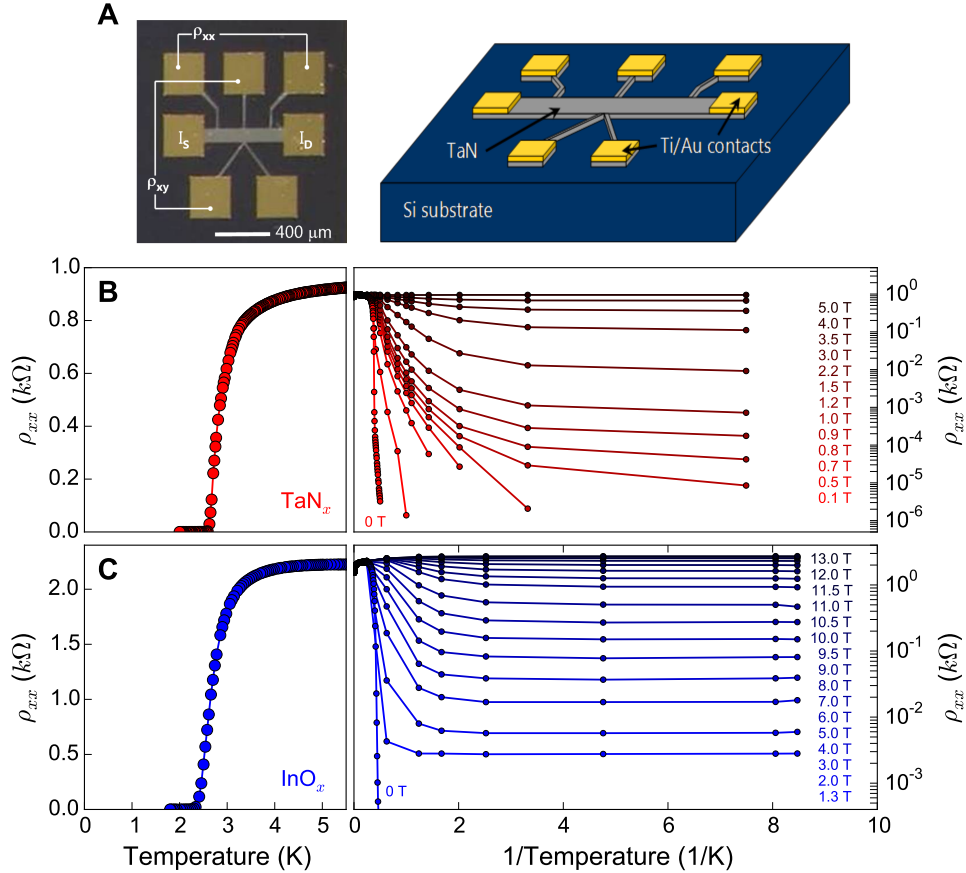 A
ρxx
Is
ID
ρxy
400 μm
TaN
Ti/Au contacts
Si substrate
B
1.0
0.8
0.6
0.4
0.2
0.0
ρxx (kΩ)
TaNx
0 T
5.0 T
4.0 T
3.5 T
3.0 T
2.2 T
1.5 T
1.2 T
1.0 T
0.9 T
0.8 T
0.7 T
0.5 T
0.1 T
10^0
10^-1
10^-2
10^-3
10^-4
10^-5
10^-6
ρxx (kΩ)
C
2.0
1.5
1.0
0.5
0.0
ρxx (kΩ)
InOx
0 T
13.0 T
12.0 T
11.5 T
11.0 T
10.5 T
10.0 T
9.5 T
9.0 T
8.0 T
7.0 T
6.0 T
5.0 T
4.0 T
3.0 T
2.0 T
1.3 T
10^0
10^-1
10^-2
10^-3
ρxx (kΩ)
0 1 2 3 4 5
0 2 4 6 8 10
Temperature (K)
1/Temperature (1/K)